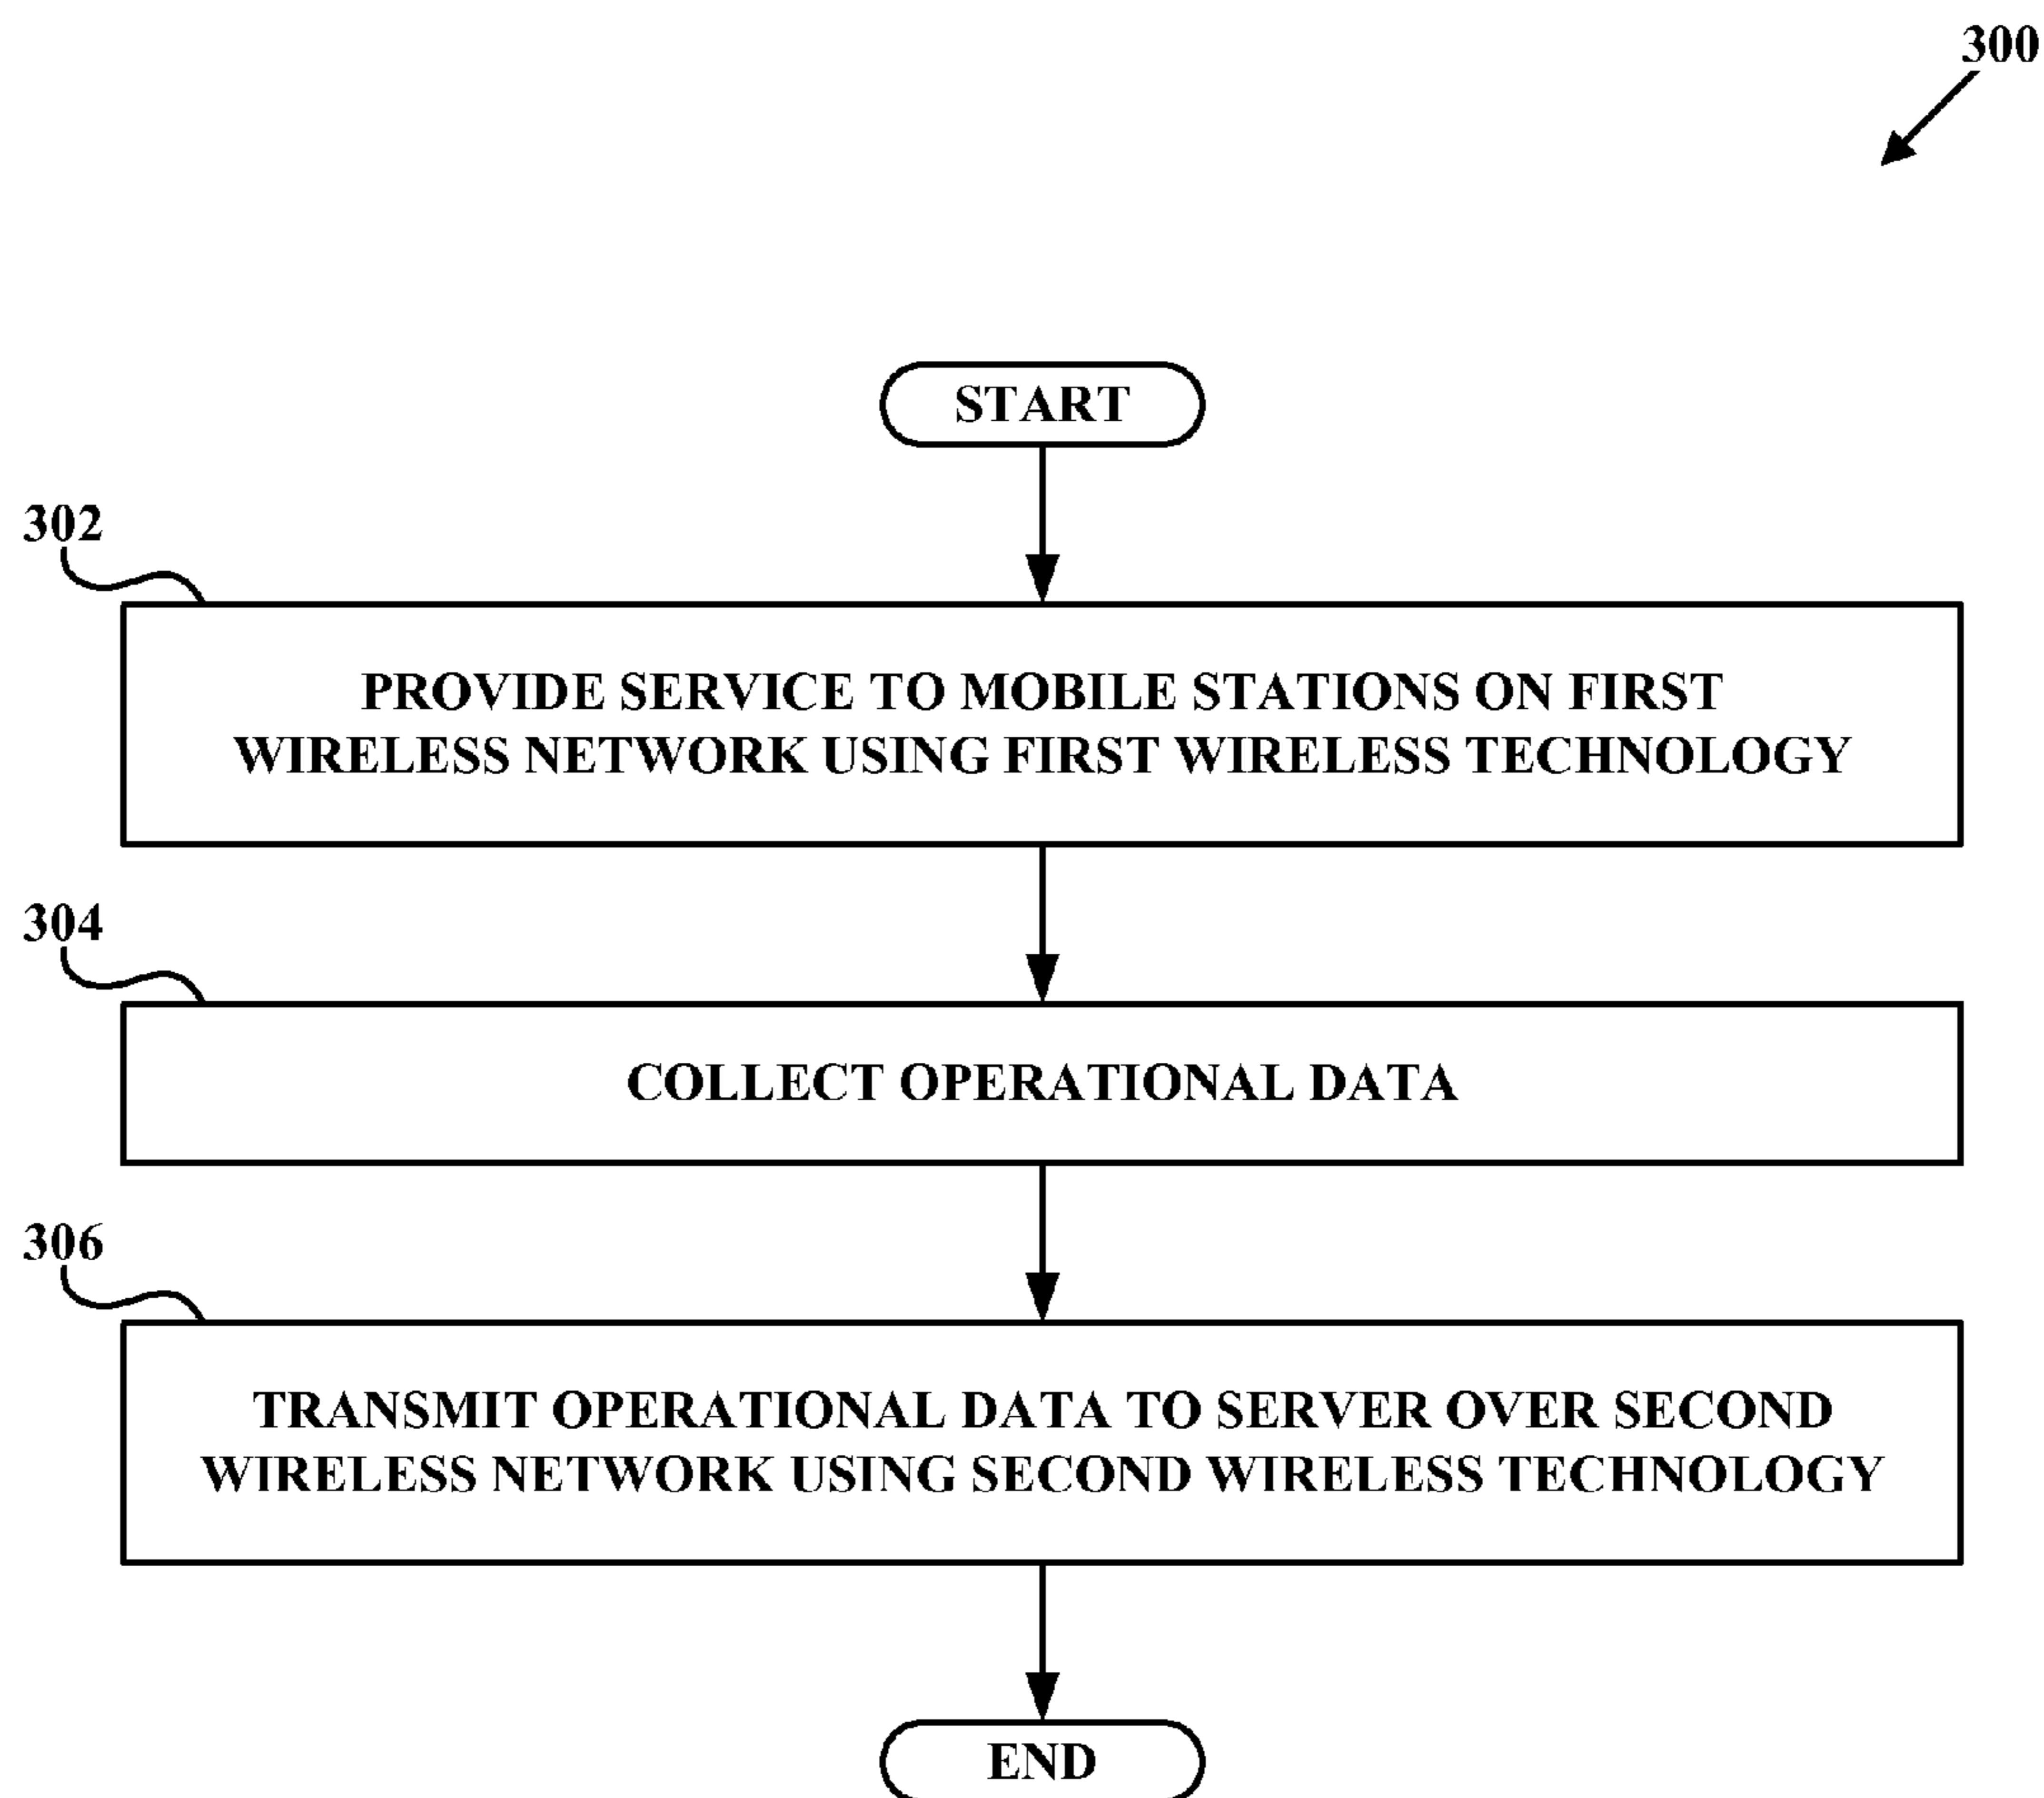 300
START
302
PROVIDE SERVICE TO MOBILE STATIONS ON FIRST
WIRELESS NETWORK USING FIRST WIRELESS TECHNOLOGY
304
COLLECT OPERATIONAL DATA
306
TRANSMIT OPERATIONAL DATA TO SERVER OVER SECOND
WIRELESS NETWORK USING SECOND WIRELESS TECHNOLOGY
END